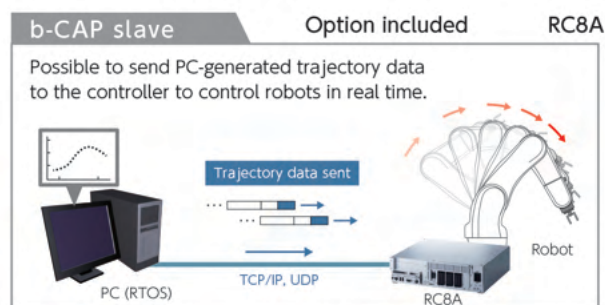 b-CAP slave
Option included
RC8A
Possible to send PC-generated trajectory data
to the controller to control robots in real time.
Trajectory data sent
Robot
TCP/IP, UDP
PC (RTOS)
RC8A